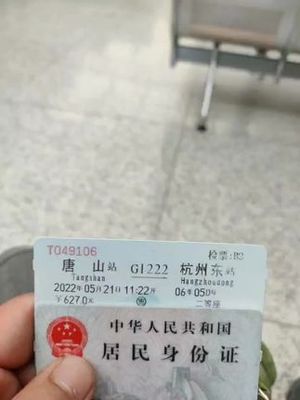 T049106 检票:B8
唐 山站 G1222 杭州东站
Tangshan Hangzhoudong
2022年05月21日 11:22开 06车05D号
￥627.0元 二等座
中华人民共和国
居民身份证